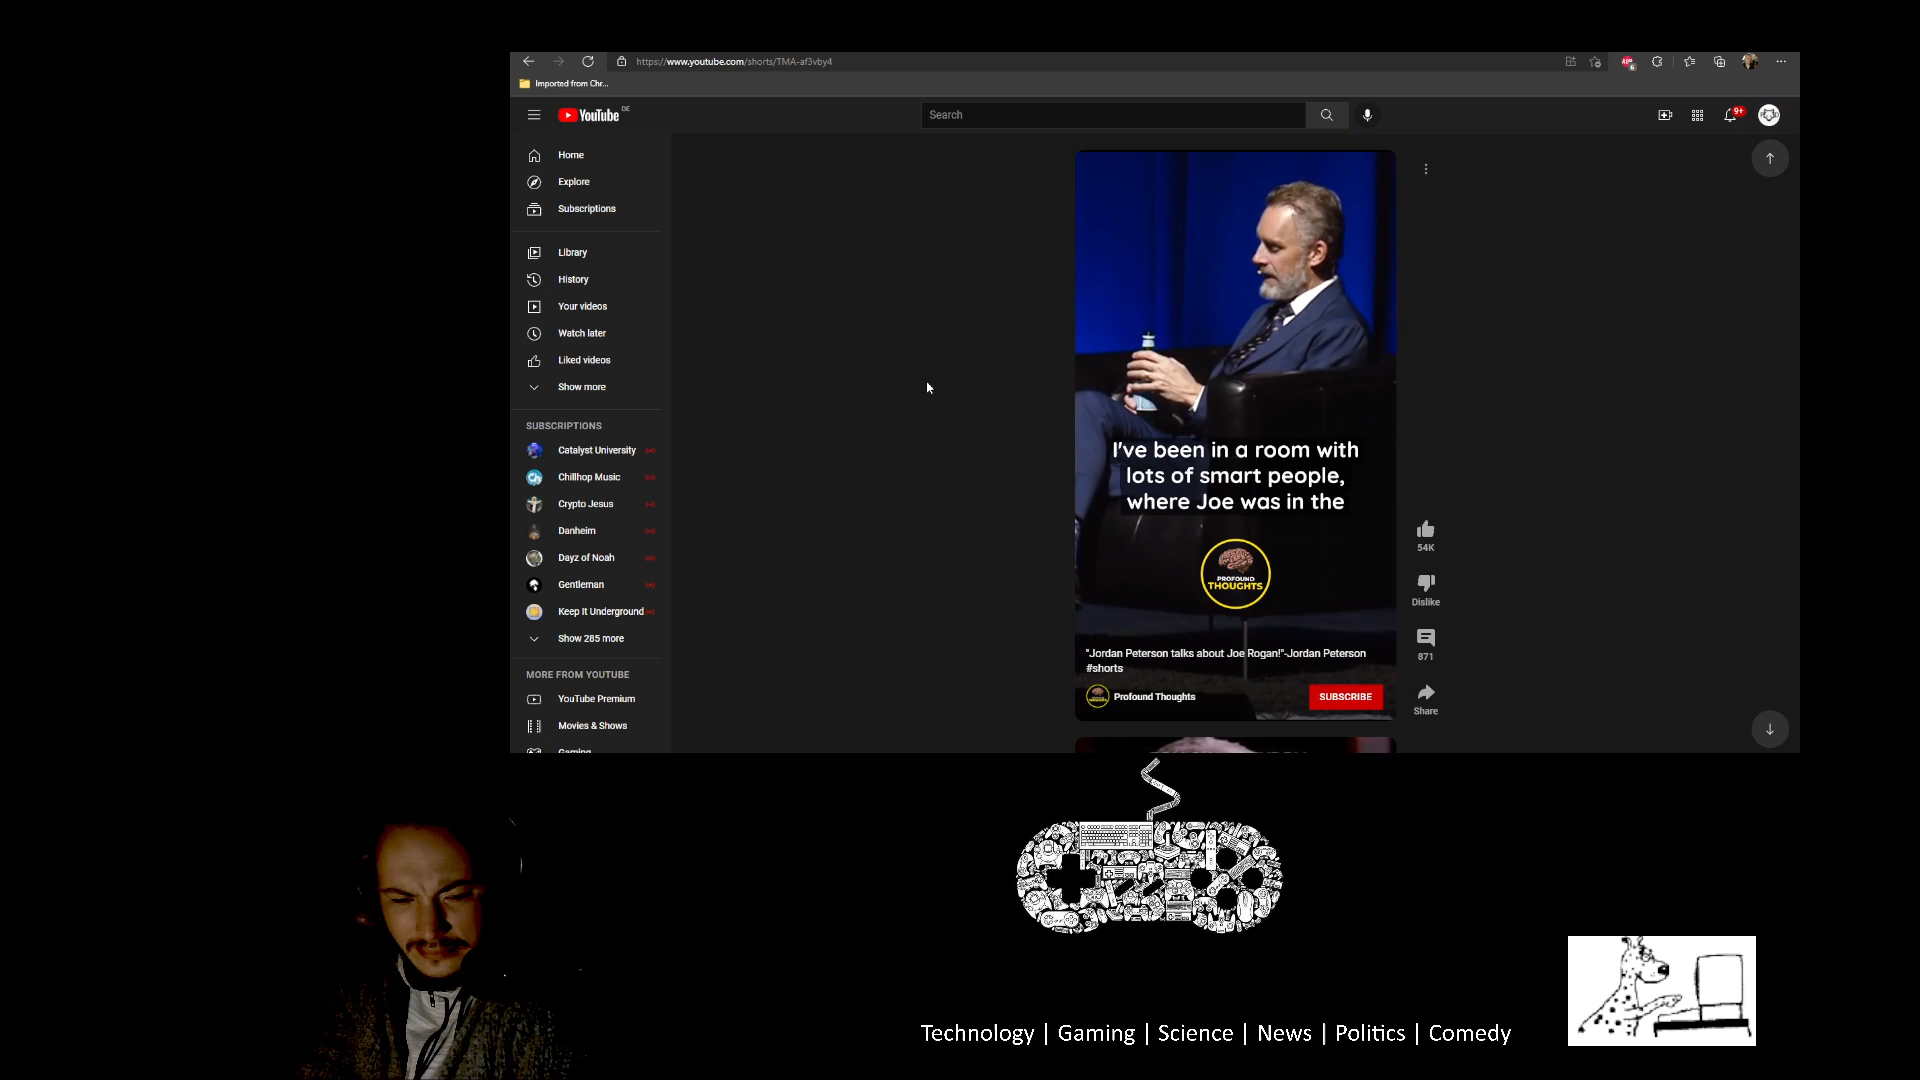 https://www.youtube.com/shorts/TMA-af3vby4
Imported from Chr...
YouTube DE
Search
9+
Home
Explore
Subscriptions
Library
History
Your videos
Watch later
Liked videos
Show more
SUBSCRIPTIONS
Catalyst University
Chillhop Music
Crypto Jesus
Danheim
Dayz of Noah
Gentleman
Keep It Underground
Show 285 more
MORE FROM YOUTUBE
YouTube Premium
Movies & Shows
Gaming
I've been in a room with
lots of smart people,
where Joe was in the
PROFOUND
THOUGHTS
"Jordan Peterson talks about Joe Rogan!"-Jordan Peterson
#shorts
Profound Thoughts
SUBSCRIBE
54K
Dislike
871
Share
Technology | Gaming | Science | News | Politics | Comedy